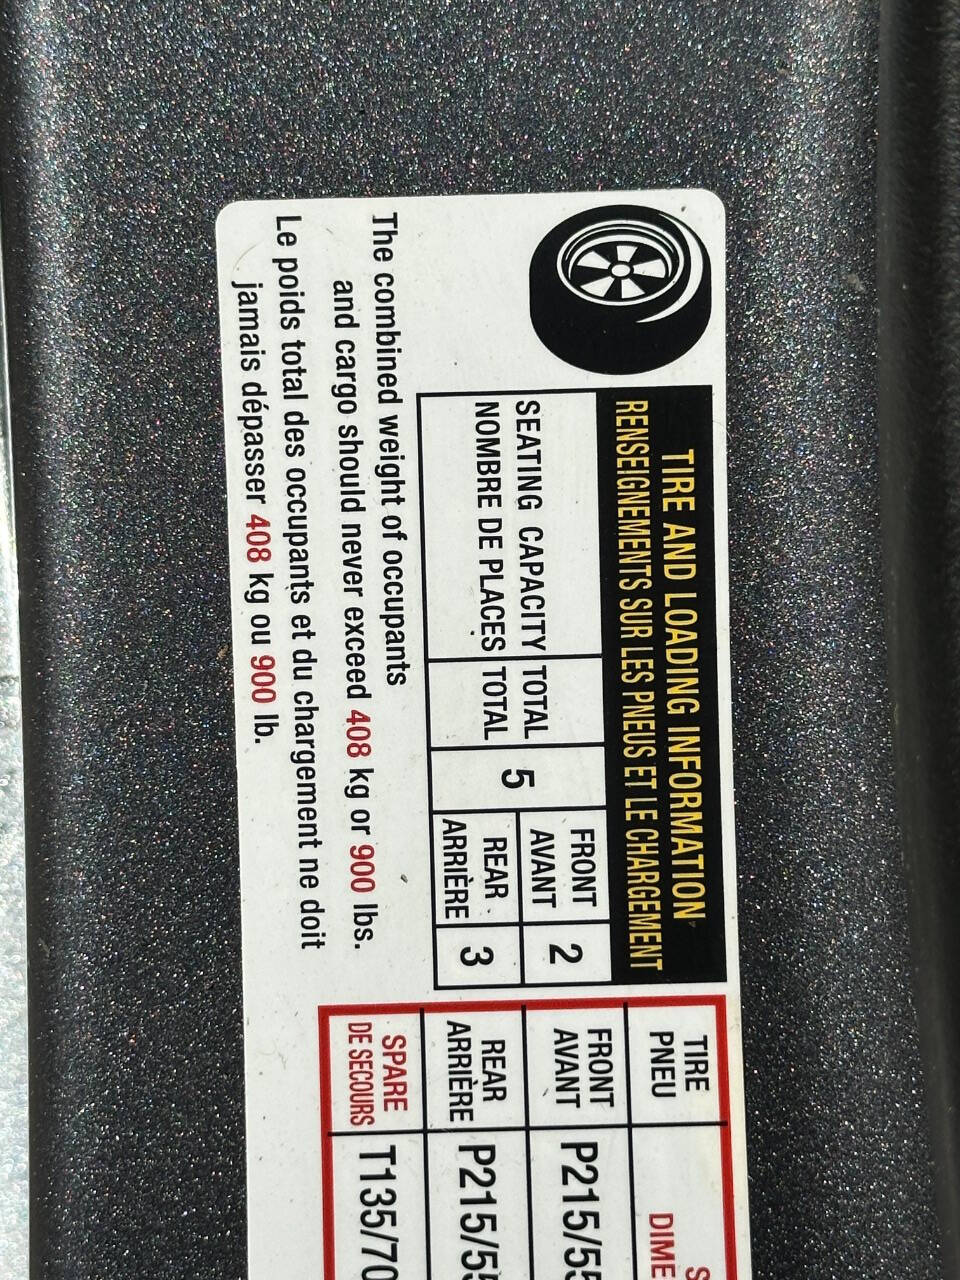 TIRE AND LOADING INFORMATION
RENSEIGNEMENTS SUR LES PNEUS ET LE CHARGEMENT
SEATING CAPACITY TOTAL 5 FRONT AVANT 2
NOMBRE DE PLACES TOTAL REAR ARRIÈRE 3
The combined weight of occupants
and cargo should never exceed 408 kg or 900 lbs.
Le poids total des occupants et du chargement ne doit
jamais dépasser 408 kg ou 900 lb.
TIRE
PNEU
FRONT
AVANT P215/55
REAR
ARRIÈRE P215/55
SPARE
DE SECOURS T135/70